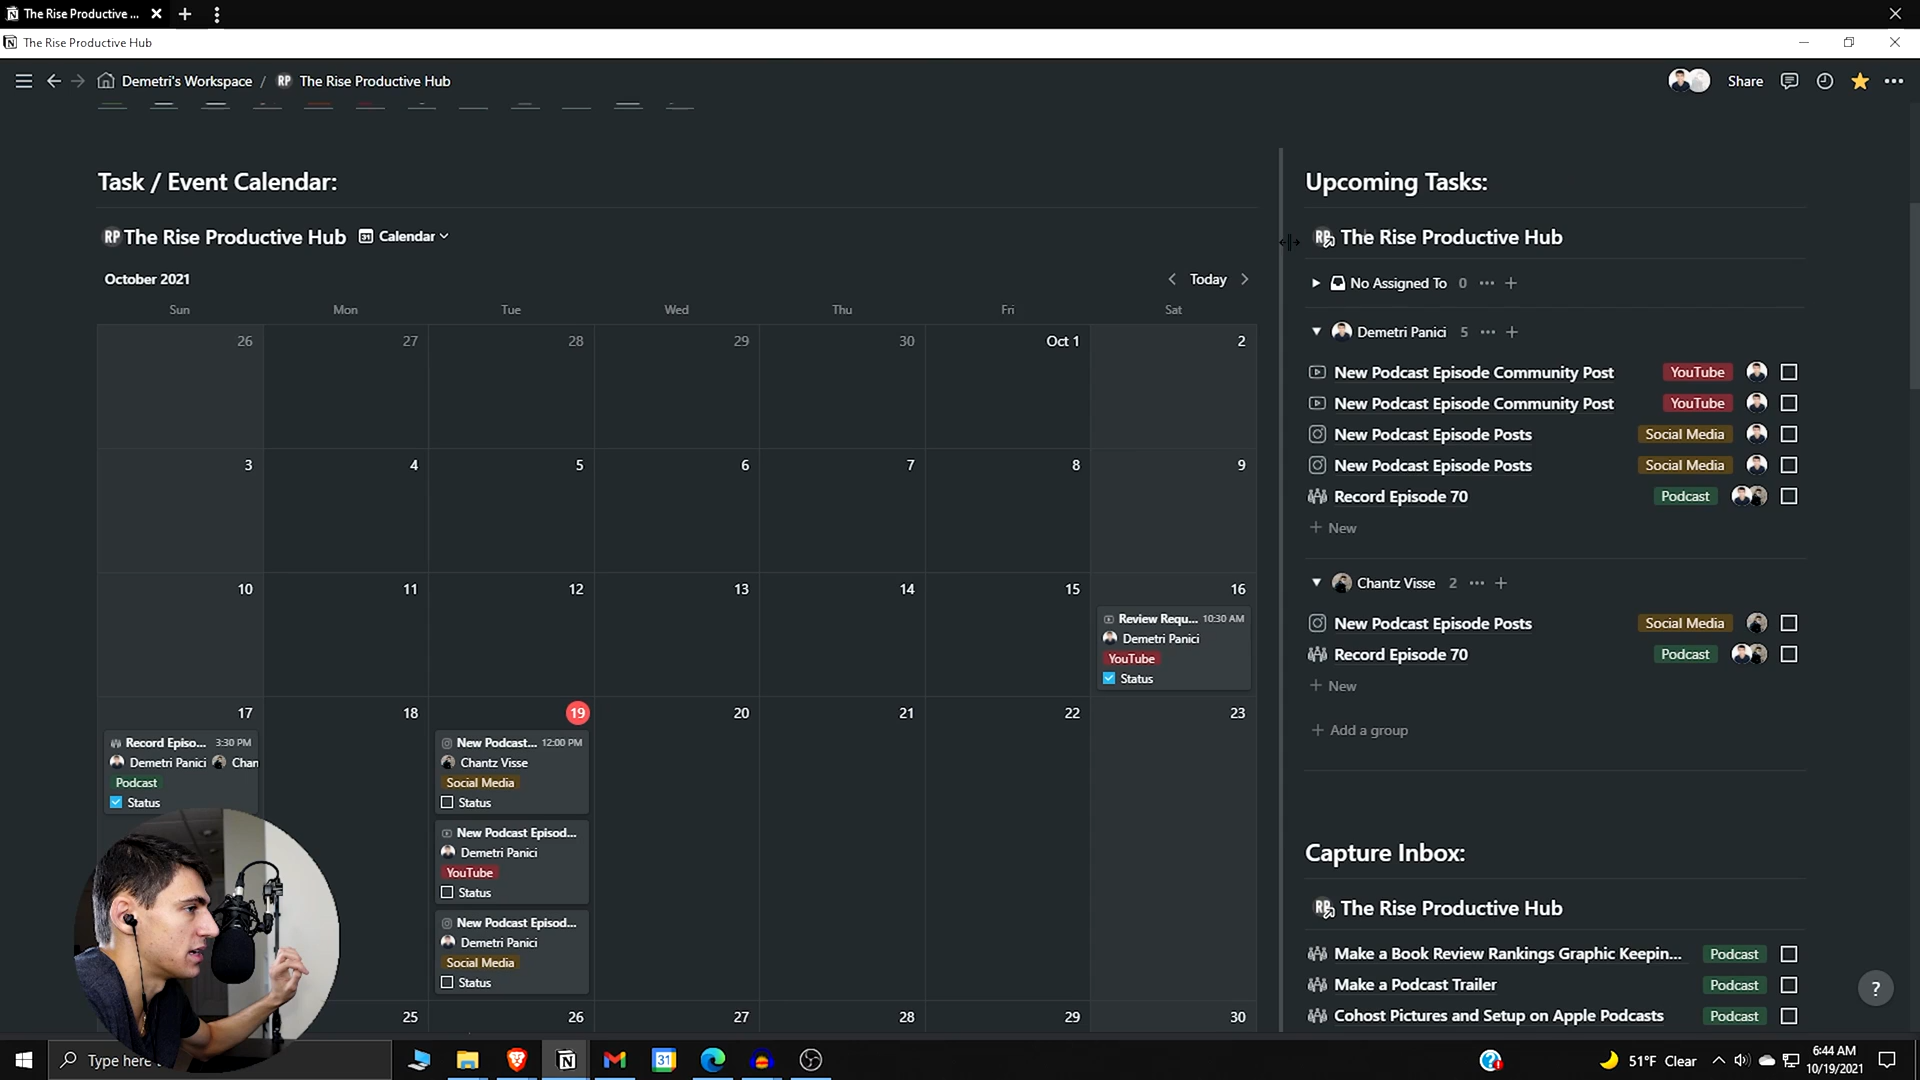 The Rise Productive ...
The Rise Productive Hub
Demetri's Workspace / RP The Rise Productive Hub
Share
Task / Event Calendar:
RP The Rise Productive Hub 31 Calendar
October 2021
Today
Sun Mon Tue Wed Thu Fri Sat
26 27 28 29 30 Oct 1 2
3 4 5 6 7 8 9
10 11 12 13 14 15 16
Review Requ... 10:30 AM
Demetri Panici
YouTube
Status
17 18 19 20 21 22 23
Record Episo... 3:30 PM
Demetri Panici Chan
Podcast
Status
New Podcast... 12:00 PM
Chantz Visse
Social Media
Status
New Podcast Episod...
Demetri Panici
YouTube
Status
New Podcast Episod...
Demetri Panici
Social Media
Status
25 26 27 28 29 30
Upcoming Tasks:
RP The Rise Productive Hub
No Assigned To 0
Demetri Panici 5
New Podcast Episode Community Post YouTube
New Podcast Episode Community Post YouTube
New Podcast Episode Posts Social Media
New Podcast Episode Posts Social Media
Record Episode 70 Podcast
+ New
Chantz Visse 2
New Podcast Episode Posts Social Media
Record Episode 70 Podcast
+ New
+ Add a group
Capture Inbox:
RP The Rise Productive Hub
Make a Book Review Rankings Graphic Keepin... Podcast
Make a Podcast Trailer Podcast
Cohost Pictures and Setup on Apple Podcasts Podcast
?
Type here
31
51°F Clear
6:44 AM
10/19/2021